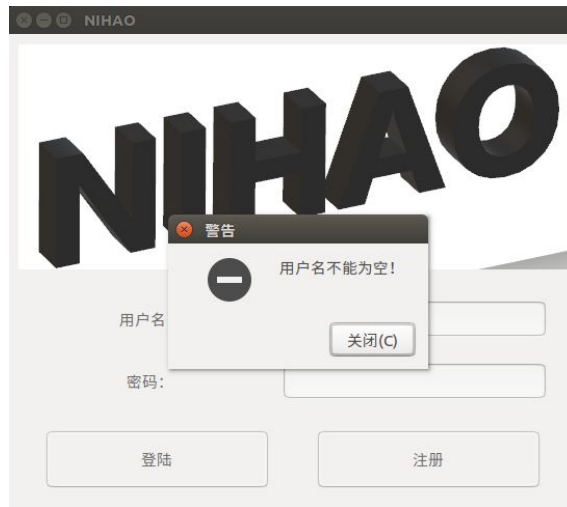 NIHAO
NIHAO
警告
用户名不能为空!
关闭(C)
用户名
密码:
登陆
注册